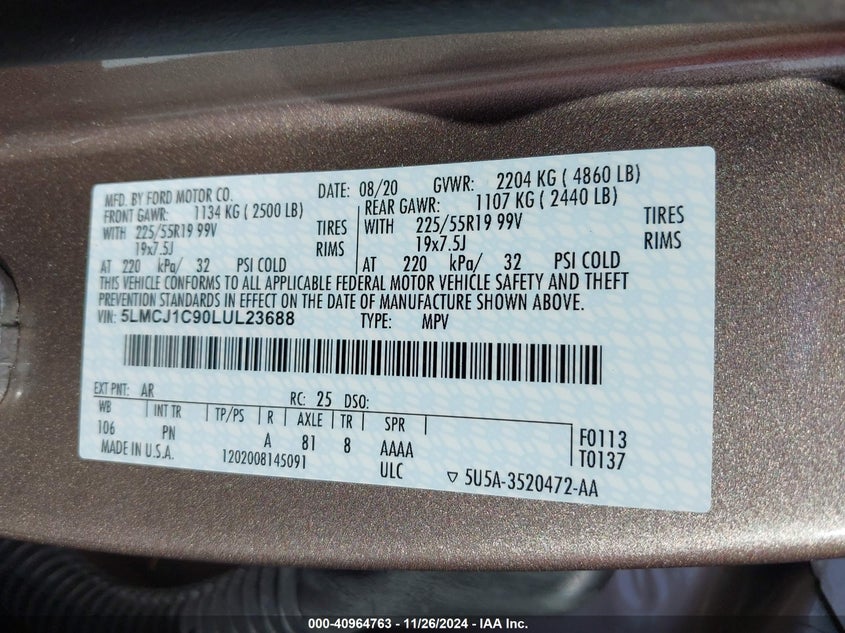 MFD. BY FORD MOTOR CO. DATE: 08/20 GVWR: 2204 KG ( 4860 LB)
FRONT GAWR: 1134 KG ( 2500 LB) REAR GAWR: 1107 KG ( 2440 LB)
WITH 225/55R19 99V TIRES WITH 225/55R19 99V TIRES
19x7.5J RIMS 19x7.5J RIMS
AT 220 kPa/ 32 PSI COLD AT 220 kPa/ 32 PSI COLD
THIS VEHICLE CONFORMS TO ALL APPLICABLE FEDERAL MOTOR VEHICLE SAFETY AND THEFT
PREVENTION STANDARDS IN EFFECT ON THE DATE OF MANUFACTURE SHOWN ABOVE.
VIN: 5LMCJ1C90LUL23688 TYPE: MPV
EXT PNT: AR RC: 25 DSO:
WB INT TR TP/PS R AXLE TR SPR
106 PN A 81 8 AAAA F0113
MADE IN U.S.A. 1202008145091 ULC T0137
▽ 5U5A-3520472-AA
000-40964763 - 11/26/2024 - IAA Inc.